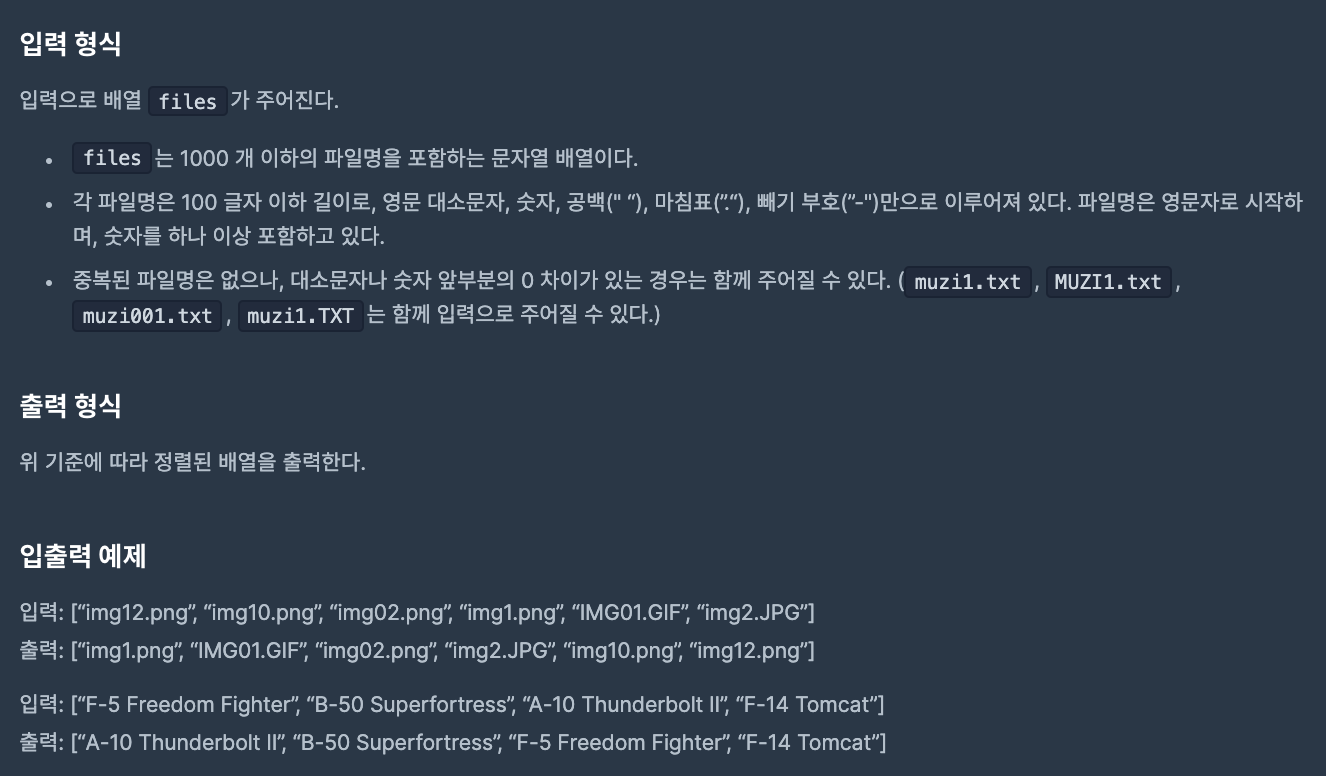 입력 형식
입력으로 배열 files 가 주어진다.
• files 는 1000 개 이하의 파일명을 포함하는 문자열 배열이다.
• 각 파일명은 100 글자 이하 길이로, 영문 대소문자, 숫자, 공백(" “), 마침표(”.“), 빼기 부호(”-")만으로 이루어져 있다. 파일명은 영문자로 시작하
며, 숫자를 하나 이상 포함하고 있다.
• 중복된 파일명은 없으나, 대소문자나 숫자 앞부분의 0 차이가 있는 경우는 함께 주어질 수 있다. (muzi1.txt, MUZI1.txt,
muzi001.txt, muzi1.TXT 는 함께 입력으로 주어질 수 있다.)
출력 형식
위 기준에 따라 정렬된 배열을 출력한다.
입출력 예제
입력: [“img12.png”, “img10.png”, “img02.png”, “img1.png”, “IMG01.GIF”, “img2.JPG”]
출력: [“img1.png”, “IMG01.GIF”, “img02.png”, “img2.JPG”, “img10.png”, “img12.png”]
입력: [“F-5 Freedom Fighter”, “B-50 Superfortress”, “A-10 Thunderbolt II”, “F-14 Tomcat”]
출력: [“A-10 Thunderbolt II”, “B-50 Superfortress”, “F-5 Freedom Fighter”, “F-14 Tomcat”]